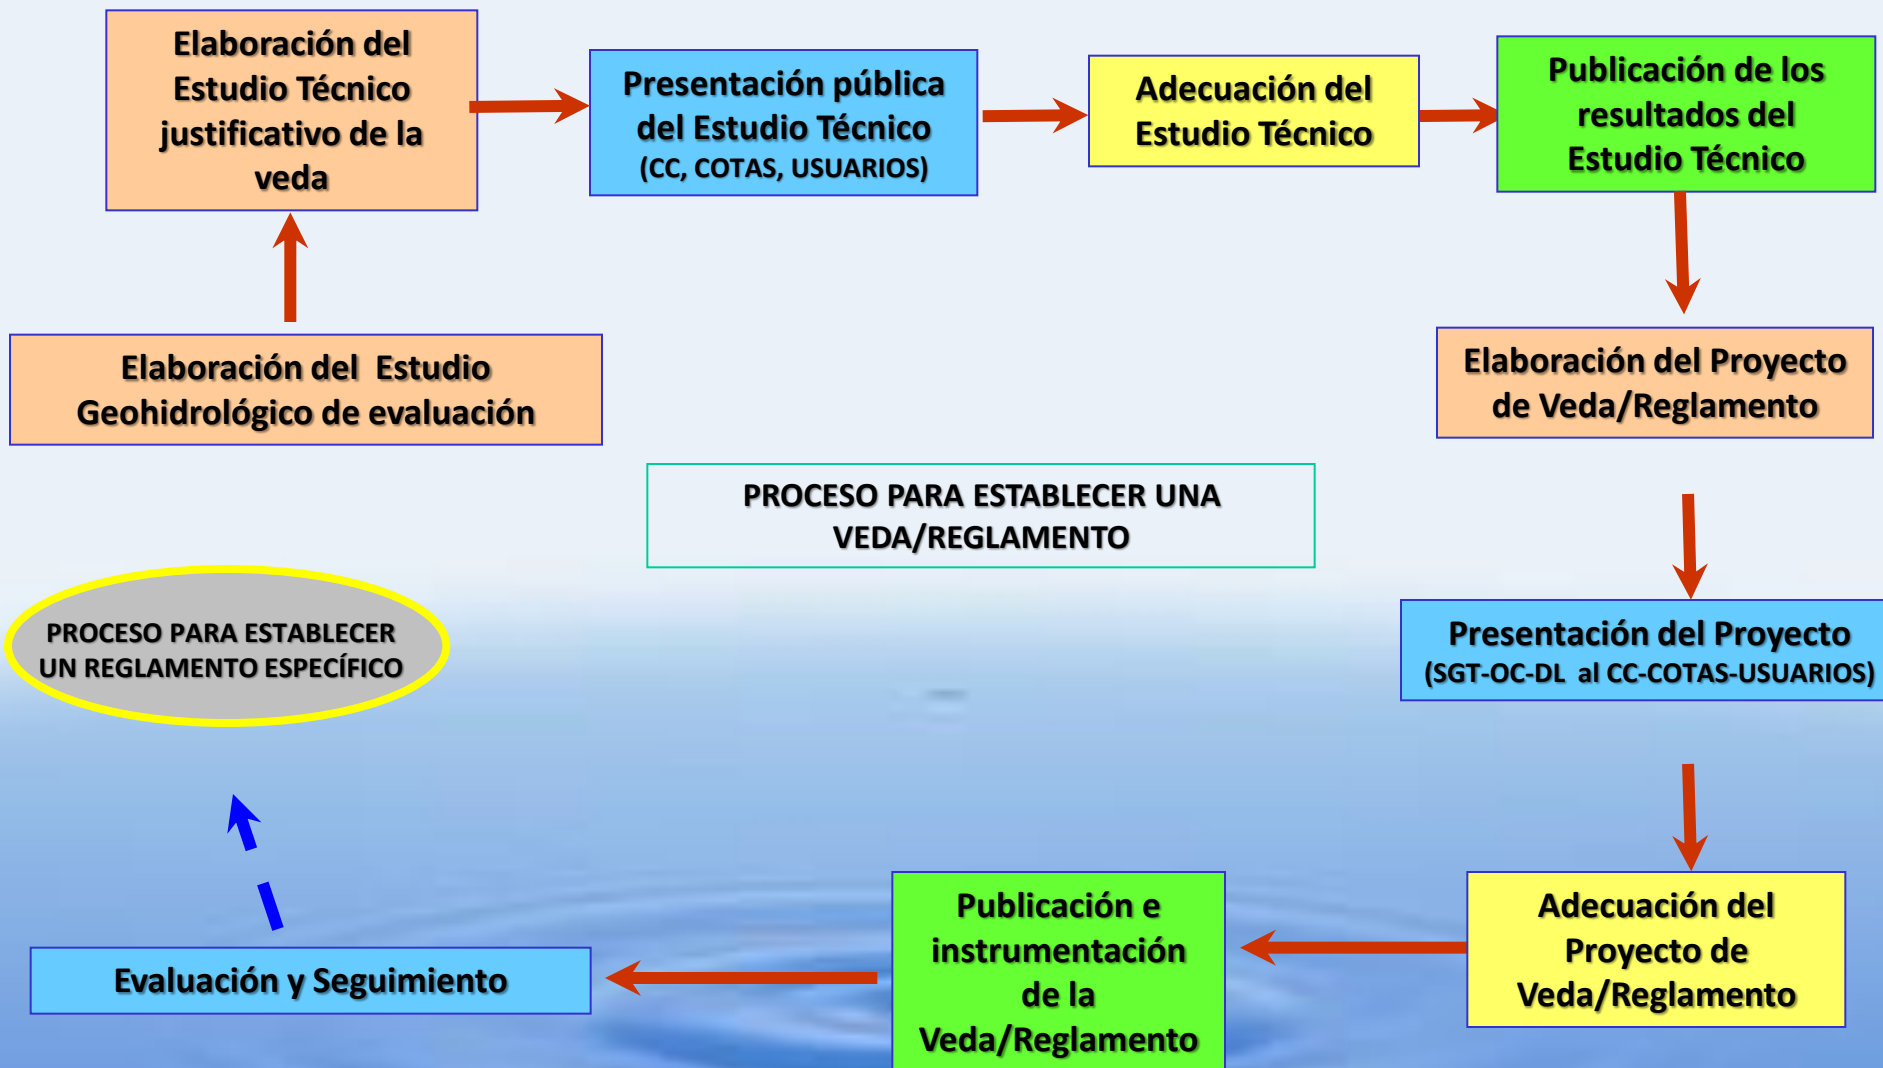 Elaboración del
Estudio Técnico
justificativo de la
veda
Presentación pública
del Estudio Técnico
(CC, COTAS, USUARIOS)
Adecuación del
Estudio Técnico
Publicación de los
resultados del
Estudio Técnico
Elaboración del Estudio
Geohidrológico de evaluación
Elaboración del Proyecto
de Veda/Reglamento
PROCESO PARA ESTABLECER UNA
VEDA/REGLAMENTO
PROCESO PARA ESTABLECER
UN REGLAMENTO ESPECÍFICO
Presentación del Proyecto
(SGT-OC-DL al CC-COTAS-USUARIOS)
Adecuación del
Proyecto de
Veda/Reglamento
Publicación e
instrumentación
de la
Veda/Reglamento
Evaluación y Seguimiento